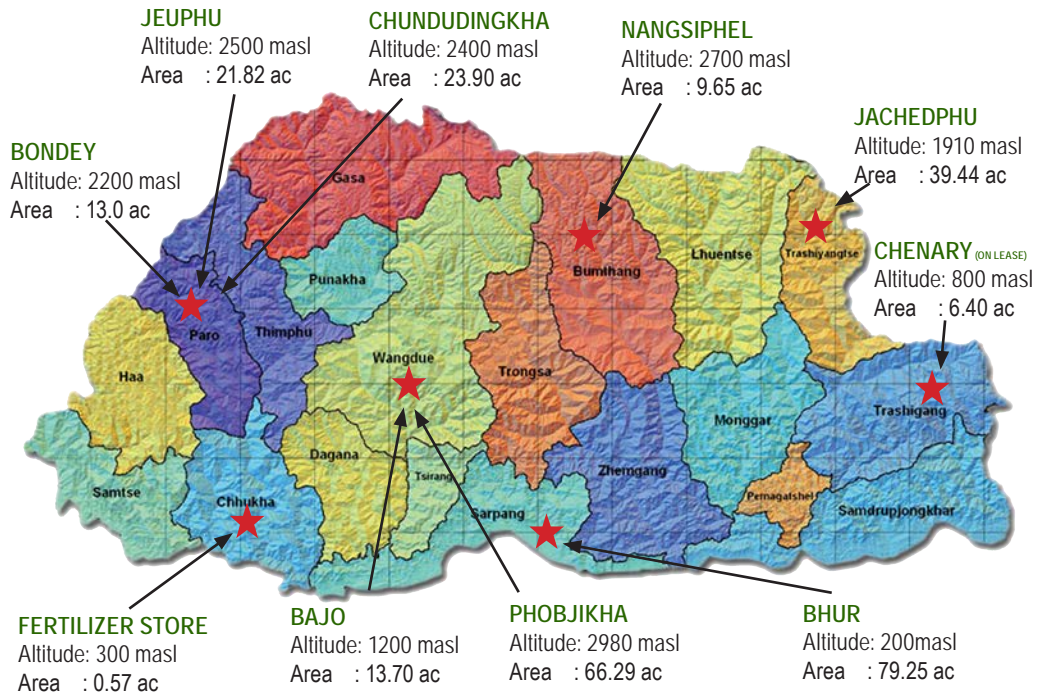 JEUPHU
Altitude: 2500 masl
Area : 21.82 ac
CHUNDUDINGKHA
Altitude: 2400 masl
Area : 23.90 ac
NANGSIPHEL
Altitude: 2700 masl
Area : 9.65 ac
JACHEDPHU
Altitude: 1910 masl
Area : 39.44 ac
BONDEY
Altitude: 2200 masl
Area : 13.0 ac
CHENARY (ON LEASE)
Altitude: 800 masl
Area : 6.40 ac
Gasa
Punakha
Bumthang
Lhuentse
Trashiyangtse
Paro
Thimphu
Haa
Wangdue
Trongsa
Monggar
Trashigang
Dagana
Tsirang
Zhemgang
Pemagatshel
Samtse
Chhukha
Sarpang
Samdrupjongkhar
FERTILIZER STORE
Altitude: 300 masl
Area : 0.57 ac
BAJO
Altitude: 1200 masl
Area : 13.70 ac
PHOBJIKHA
Altitude: 2980 masl
Area : 66.29 ac
BHUR
Altitude: 200masl
Area : 79.25 ac